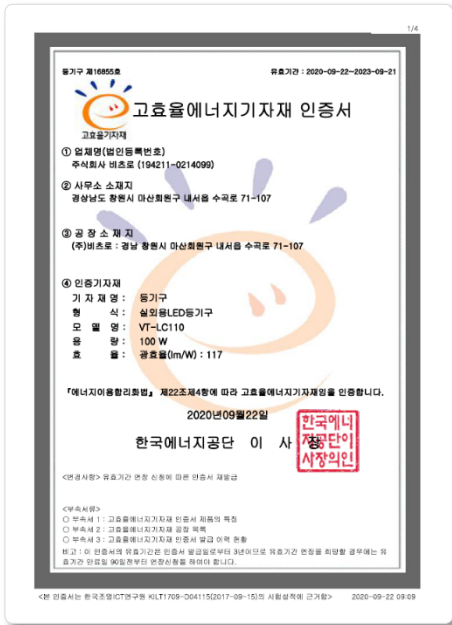 1/4
등기구 제16855호
유효기간 : 2020-09-22~2023-09-21
고효율기자재
고효율에너지기자재 인증서
① 업체명(법인등록번호)
주식회사 비츠로 (194211-0214099)
② 사무소 소재지
경상남도 창원시 마산회원구 내서읍 수곡로 71-107
③ 공 장 소 재 지
(주)비츠로 : 경남 창원시 마산회원구 내서읍 수곡로 71-107
④ 인증기자재
기 자 재 명 : 등기구
형 식 : 실외용LED등기구
모 델 명 : VT-LC110
용 량 : 100 W
효 율 : 광효율(lm/W) : 117
「에너지이용합리화법」 제22조제4항에 따라 고효율에너지기자재임을 인증합니다.
2020년09월22일
한국에너지공단 이 사 장
한국에너
지공단이
사장의인
<변경사항> 유효기간 연장 신청에 따른 인증서 재발급
<부속서류>
○ 부속서 1 : 고효율에너지기자재 인증서 제품의 특징
○ 부속서 2 : 고효율에너지기자재 공장 목록
○ 부속서 3 : 고효율에너지기자재 인증서 발급 이력 현황
비고 : 이 인증서의 유효기간은 인증서 발급일로부터 3년이므로 유효기간 연장을 희망할 경우에는 유
효기간 만료일 90일전부터 연장신청을 하여야 합니다.
<본 인증서는 한국조명ICT연구원 KILT1709-D04115(2017-09-15)의 시험성적에 근거함> 2020-09-22 09:09